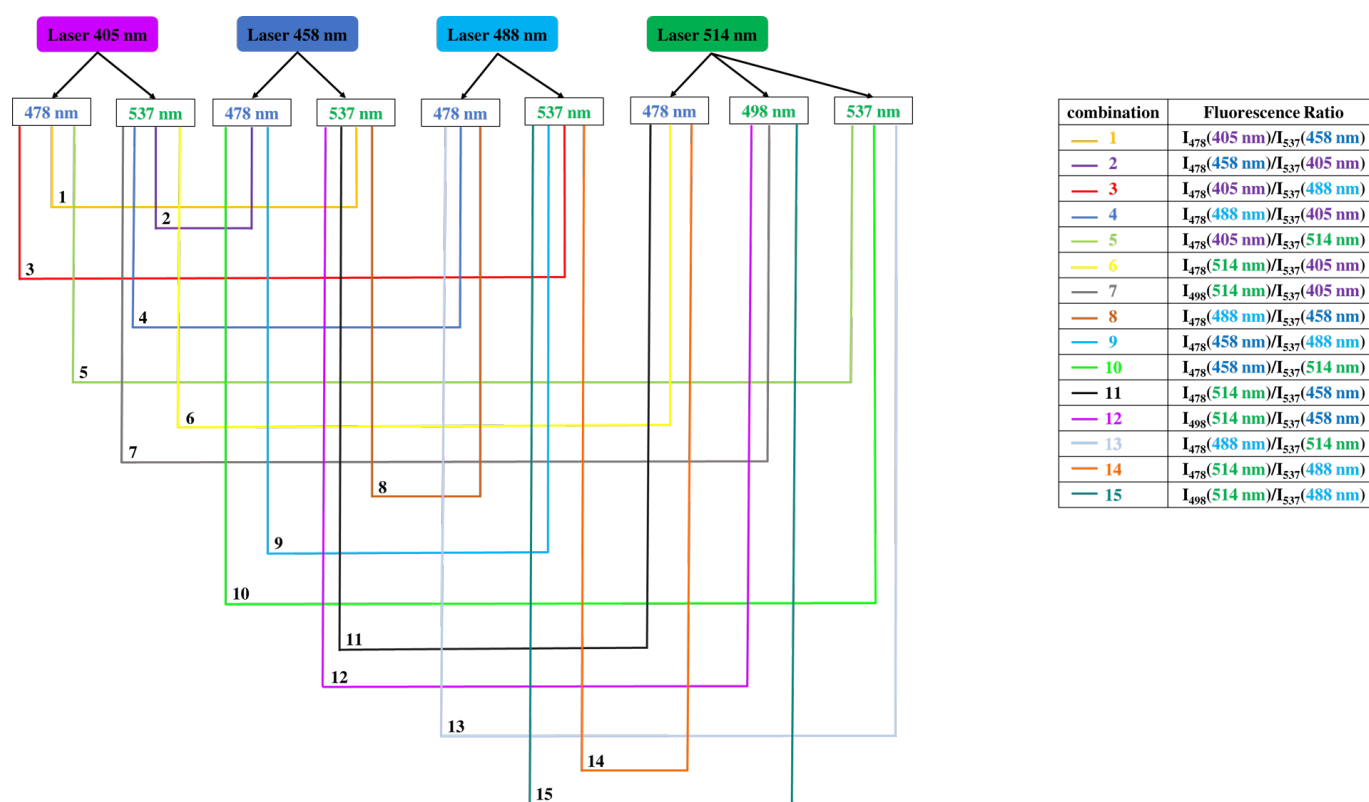 Laser 405 nm Laser 458 nm Laser 488 nm Laser 514 nm
478 nm 537 nm 478 nm 537 nm 478 nm 537 nm 478 nm 498 nm 537 nm
1
2
3
4
5
6
7
8
9
10
11
12
13
14
15
combination Fluorescence Ratio
1 I478(405 nm)/I537(458 nm)
2 I478(458 nm)/I537(405 nm)
3 I478(405 nm)/I537(488 nm)
4 I478(488 nm)/I537(405 nm)
5 I478(405 nm)/I537(514 nm)
6 I478(514 nm)/I537(405 nm)
7 I498(514 nm)/I537(405 nm)
8 I478(488 nm)/I537(458 nm)
9 I478(458 nm)/I537(488 nm)
10 I478(458 nm)/I537(514 nm)
11 I478(514 nm)/I537(458 nm)
12 I498(514 nm)/I537(458 nm)
13 I478(488 nm)/I537(514 nm)
14 I478(514 nm)/I537(488 nm)
15 I498(514 nm)/I537(488 nm)